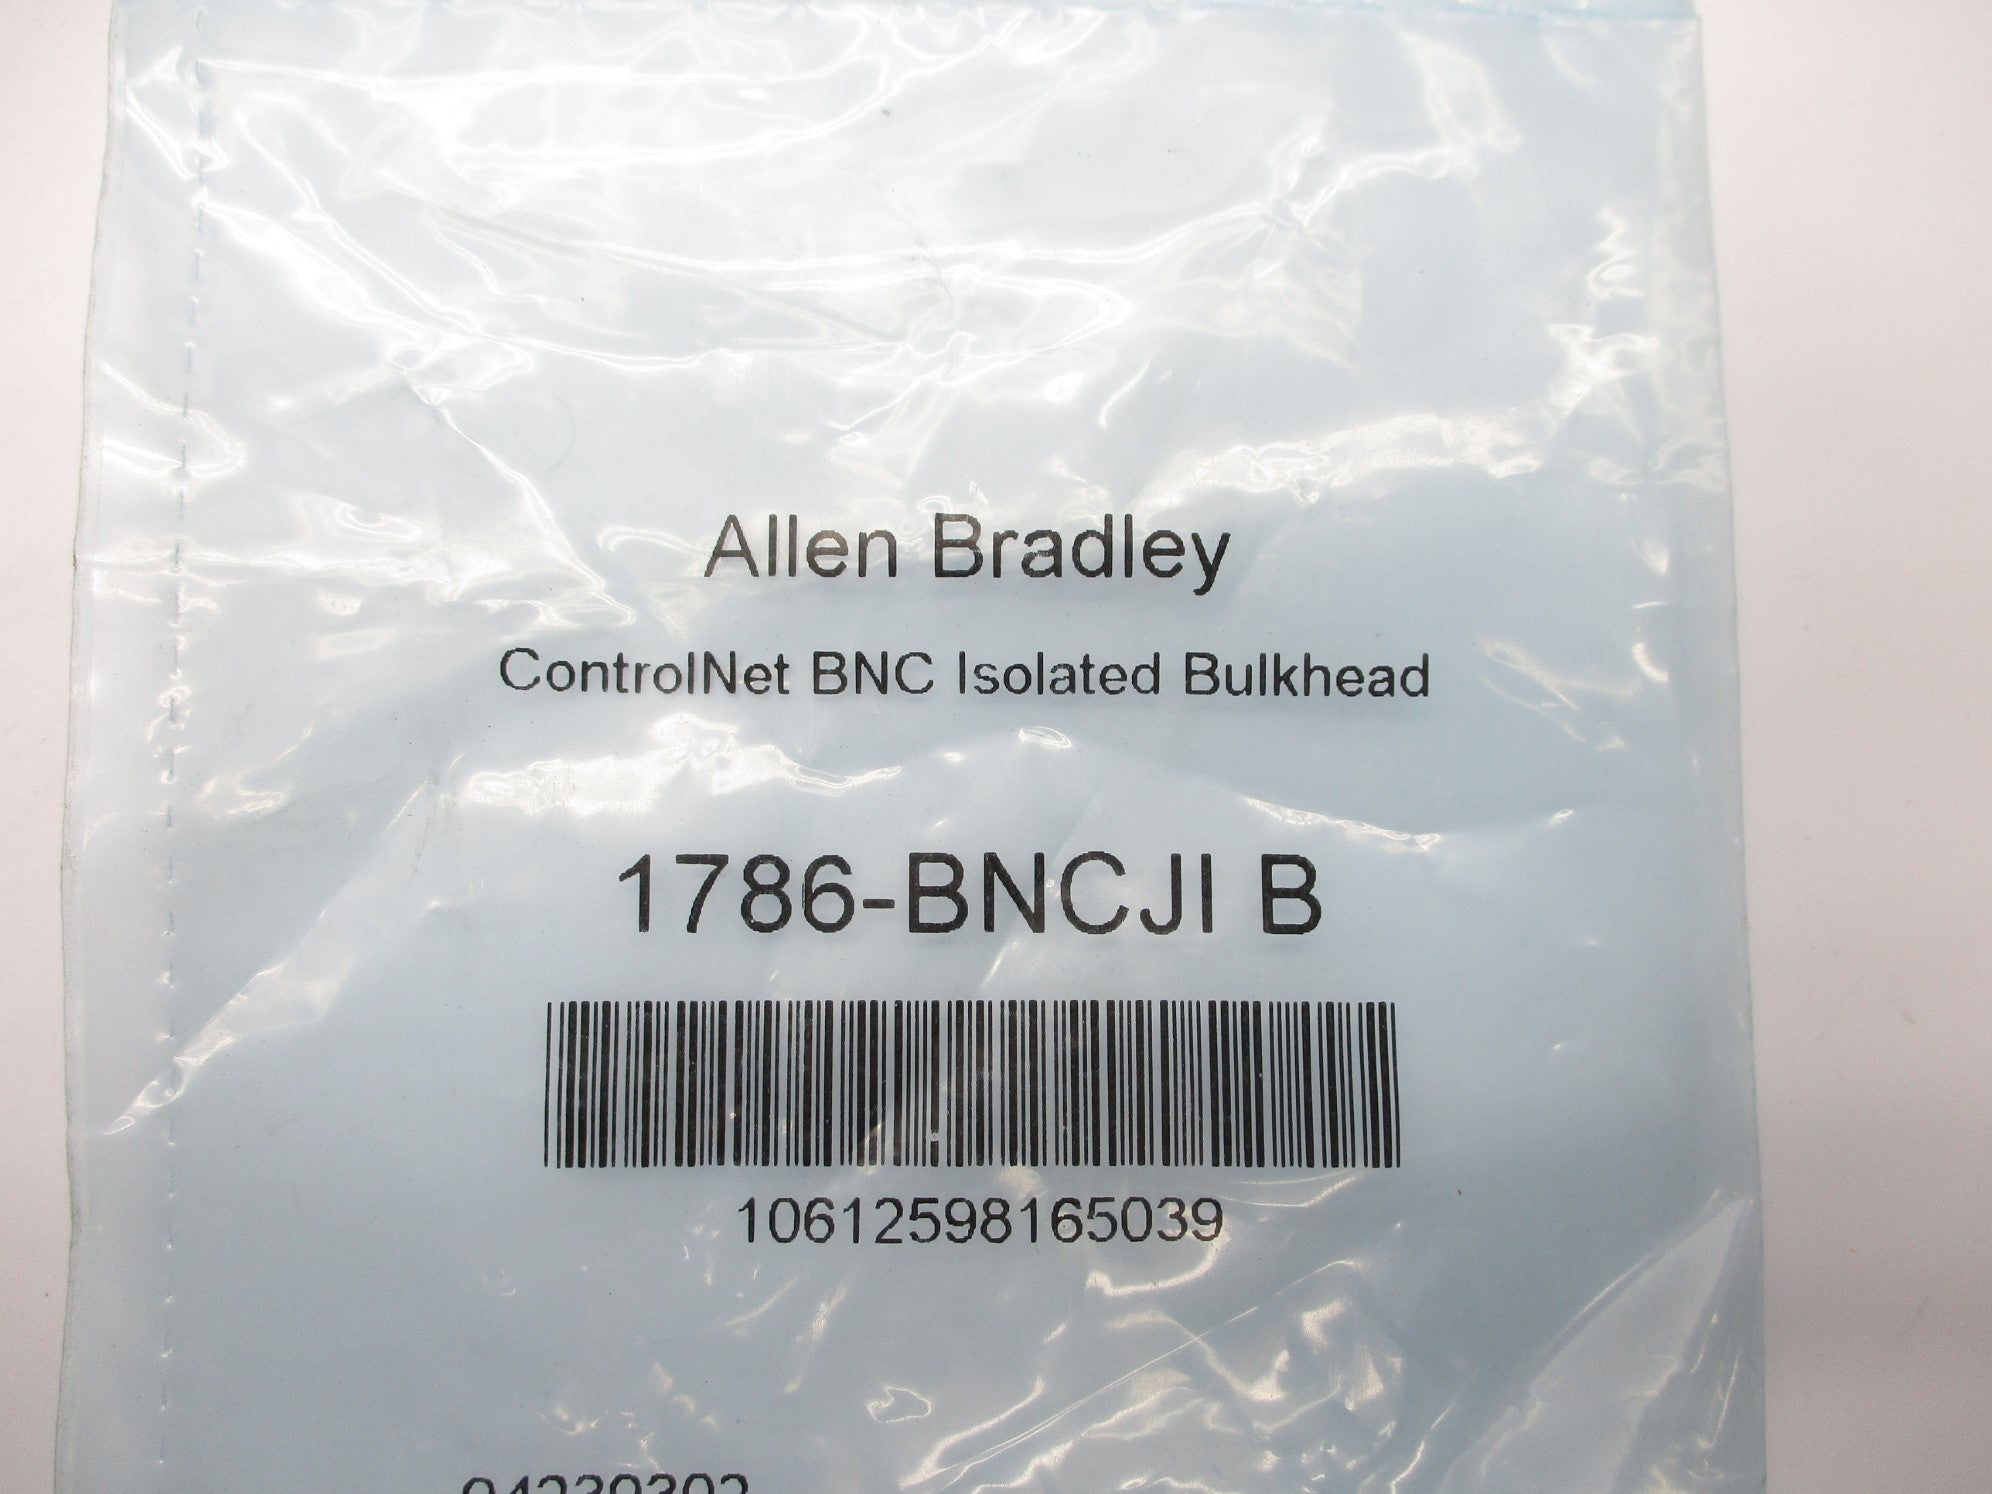 Allen Bradley
ControlNet BNC Isolated Bulkhead
1786-BNCJI B
10612598165039